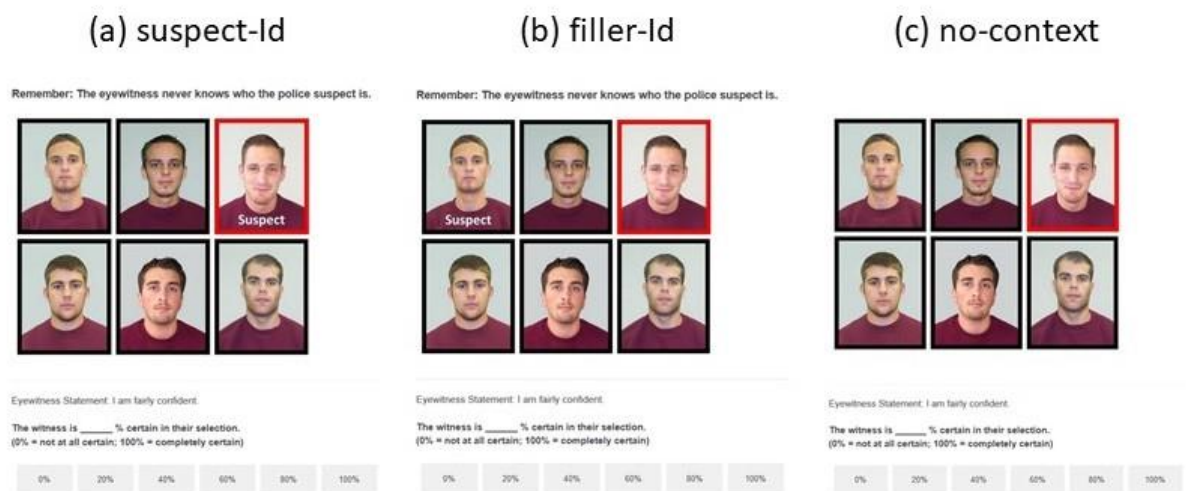 (a) suspect-Id
Remember: The eyewitness never knows who the police suspect is.
Suspect
Eyewitness Statement: I am fairly confident.
The witness is ______ % certain in their selection.
(0% = not at all certain; 100% = completely certain)
0% 20% 40% 60% 80% 100%
(b) filler-Id
Remember: The eyewitness never knows who the police suspect is.
Suspect
Eyewitness Statement: I am fairly confident.
The witness is ______ % certain in their selection.
(0% = not at all certain; 100% = completely certain)
0% 20% 40% 60% 80% 100%
(c) no-context
Eyewitness Statement: I am fairly confident.
The witness is ______ % certain in their selection.
(0% = not at all certain; 100% = completely certain)
0% 20% 40% 60% 80% 100%